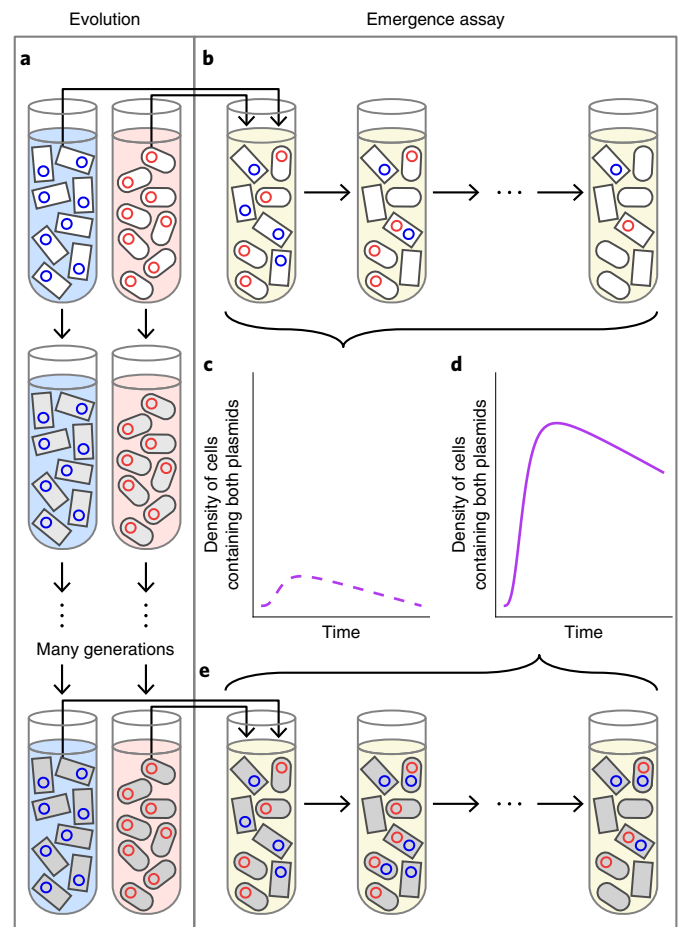 Evolution
Emergence assay
a
b
c
d
Density of cells
containing both plasmids
Time
Density of cells
containing both plasmids
Time
Many generations
e